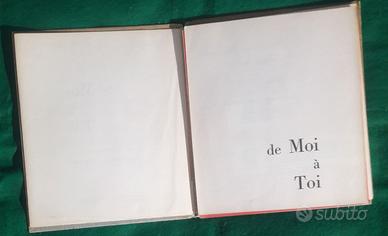 de Moi
à
Toi
subito